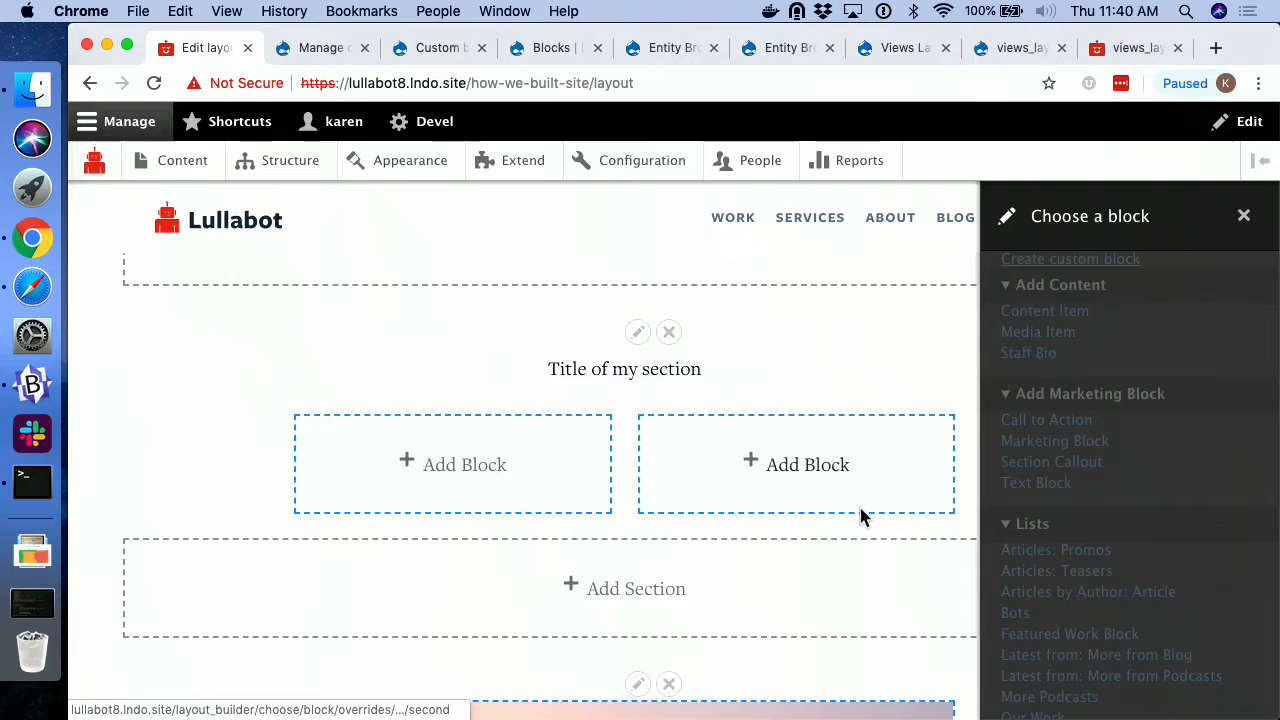 Chrome File Edit View History Bookmarks People Window Help 100% Thu 11:40 AM
Edit layou Manage Custom b Blocks | Entity Bro Entity Bro Views La views_lay views_lay
Not Secure https://lullabot8.lndo.site/how-we-built-site/layout Paused K
Manage Shortcuts karen Devel Edit
Content Structure Appearance Extend Configuration People Reports
Lullabot WORK SERVICES ABOUT BLOG
Title of my section
Add Block Add Block
Add Section
Choose a block
Create custom block
Add Content
Content Item
Media Item
Staff Bio
Add Marketing Block
Call to Action
Marketing Block
Section Callout
Text Block
Lists
Articles: Promos
Articles: Teasers
Articles by Author: Article
Bots
Featured Work Block
Latest from: More from Blog
Latest from: More from Podcasts
More Podcasts
Our Work
lullabot8.lndo.site/layout_builder/choose/block/overrides/.../second